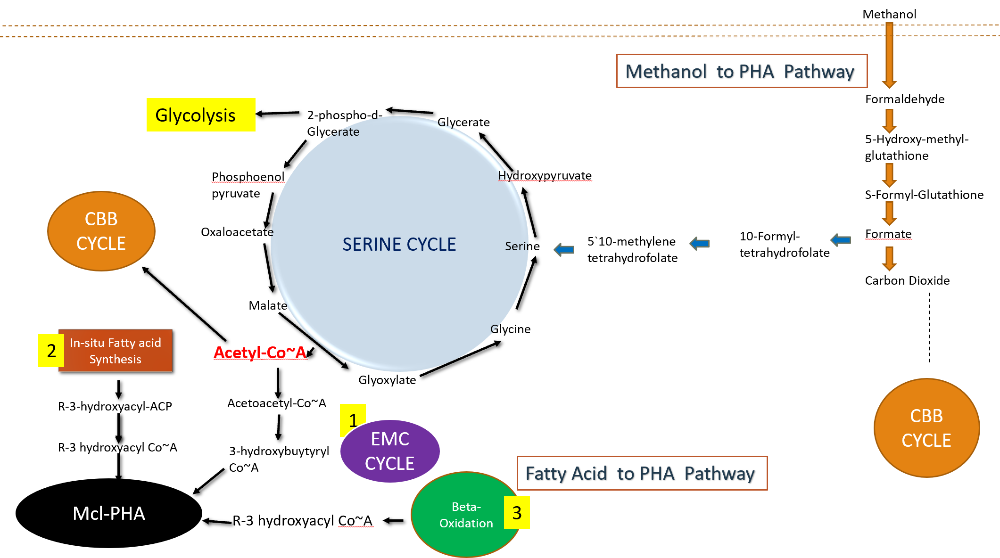 Methanol
Methanol to PHA Pathway
Formaldehyde
Glycolysis
2-phospho-d-
Glycerate
Glycerate
5-Hydroxy-methyl-
glutathione
Phosphoenol
pyruvate
Hydroxypyruvate
S-Formyl-Glutathione
CBB
CYCLE
Oxaloacetate
SERINE CYCLE
Serine
5`10-methylene
tetrahydrofolate
10-Formyl-
tetrahydrofolate
Formate
Carbon Dioxide
Malate
Glycine
2
In-situ Fatty acid
Synthesis
Acetyl-Co~A
Glyoxylate
R-3-hydroxyacyl-ACP
Acetoacetyl-Co~A
1
EMC
CYCLE
CBB
CYCLE
R-3 hydroxyacyl Co~A
3-hydroxybuytyryl
Co~A
Fatty Acid to PHA Pathway
Mcl-PHA
R-3 hydroxyacyl Co~A
Beta-
Oxidation
3